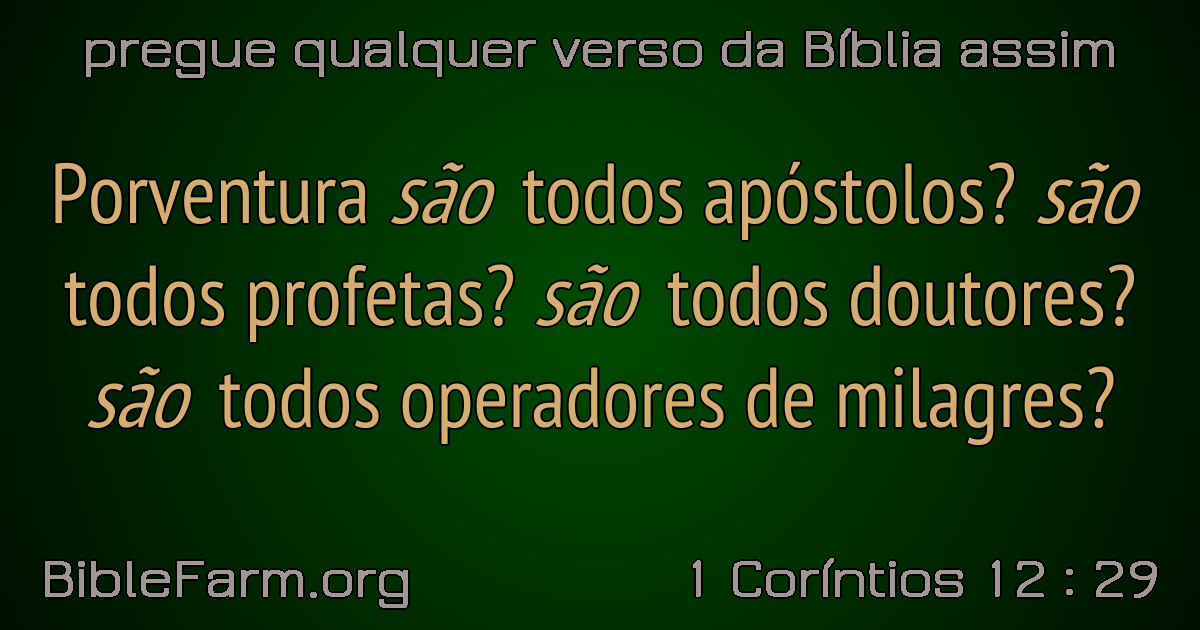 pregue qualquer verso da Bíblia assim
Porventura são todos apóstolos? são
todos profetas? são todos doutores?
são todos operadores de milagres?
BibleFarm.org
1 Coríntios 12 : 29